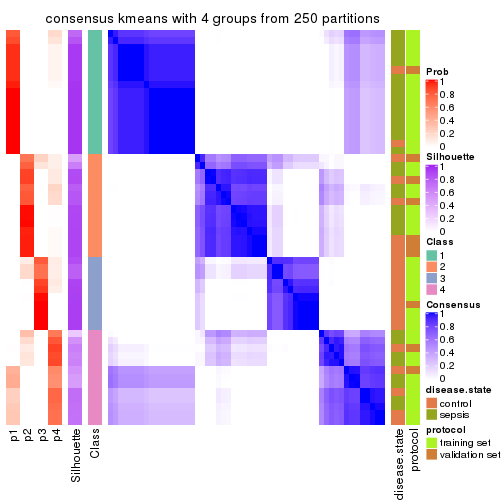 consensus kmeans with 4 groups from 250 partitions
Prob
1
0.8
0.6
0.4
0.2
0
Silhouette
1
0.8
0.6
0.4
0.2
0
Class
1
2
3
4
Consensus
1
0.8
0.6
0.4
0.2
0
disease.state
control
sepsis
protocol
training set
validation set
p1
p2
p3
p4
Silhouette
Class
disease.state
protocol